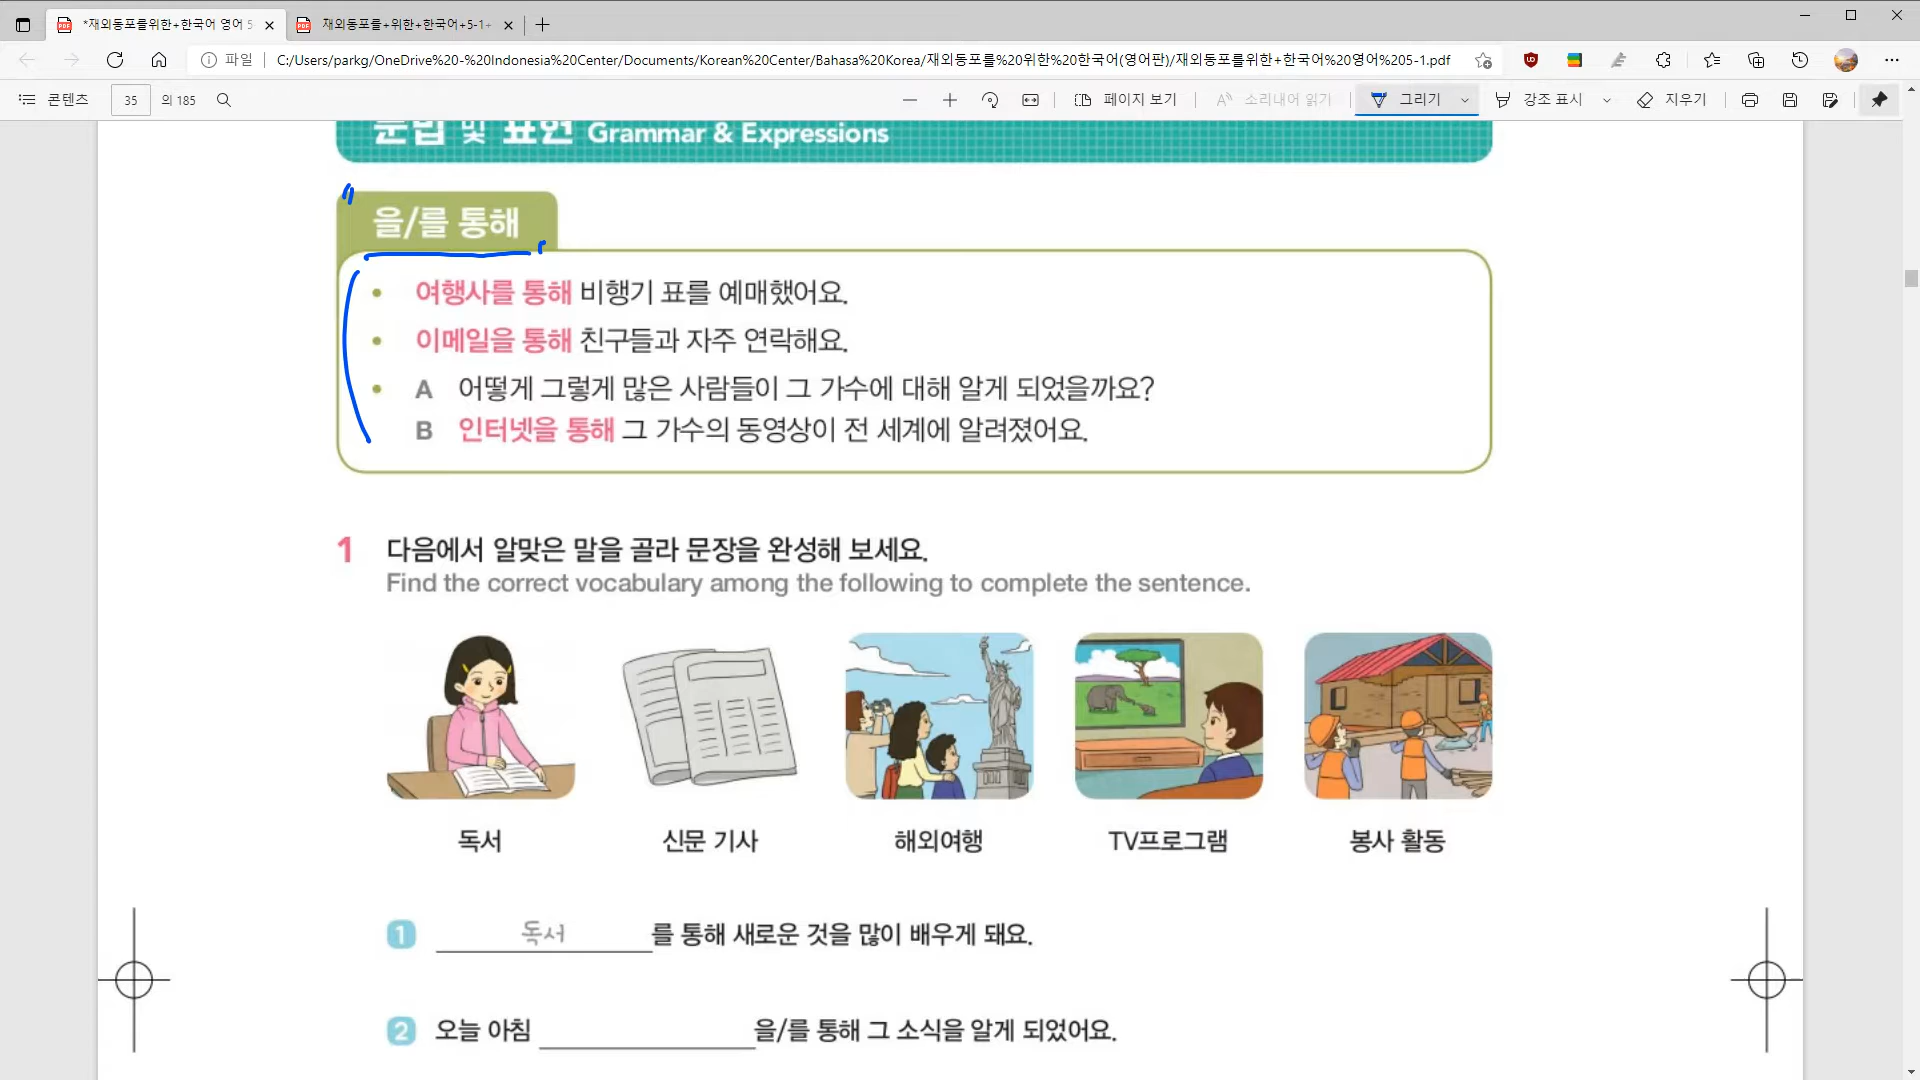 *재외동포를위한+한국어 영어 5
재외동포를+위한+한국어+5-1+
파일
C:/Users/parkg/OneDrive%20-%20Indonesia%20Center/Documents/Korean%20Center/Bahasa%20Korea/재외동포를%20위한%20한국어(영어판)/재외동포를위한+한국어%20영어%205-1.pdf
콘텐츠
35
의 185
페이지 보기
소리내어 읽기
그리기
강조 표시
지우기
문법 및 표현 Grammar & Expressions
을/를 통해
• 여행사를 통해 비행기 표를 예매했어요.
• 이메일을 통해 친구들과 자주 연락해요.
• A 어떻게 그렇게 많은 사람들이 그 가수에 대해 알게 되었을까요?
B 인터넷을 통해 그 가수의 동영상이 전 세계에 알려졌어요.
1 다음에서 알맞은 말을 골라 문장을 완성해 보세요.
Find the correct vocabulary among the following to complete the sentence.
독서
신문 기사
해외여행
TV프로그램
봉사 활동
1 독서를 통해 새로운 것을 많이 배우게 돼요.
2 오늘 아침 ________ 을/를 통해 그 소식을 알게 되었어요.